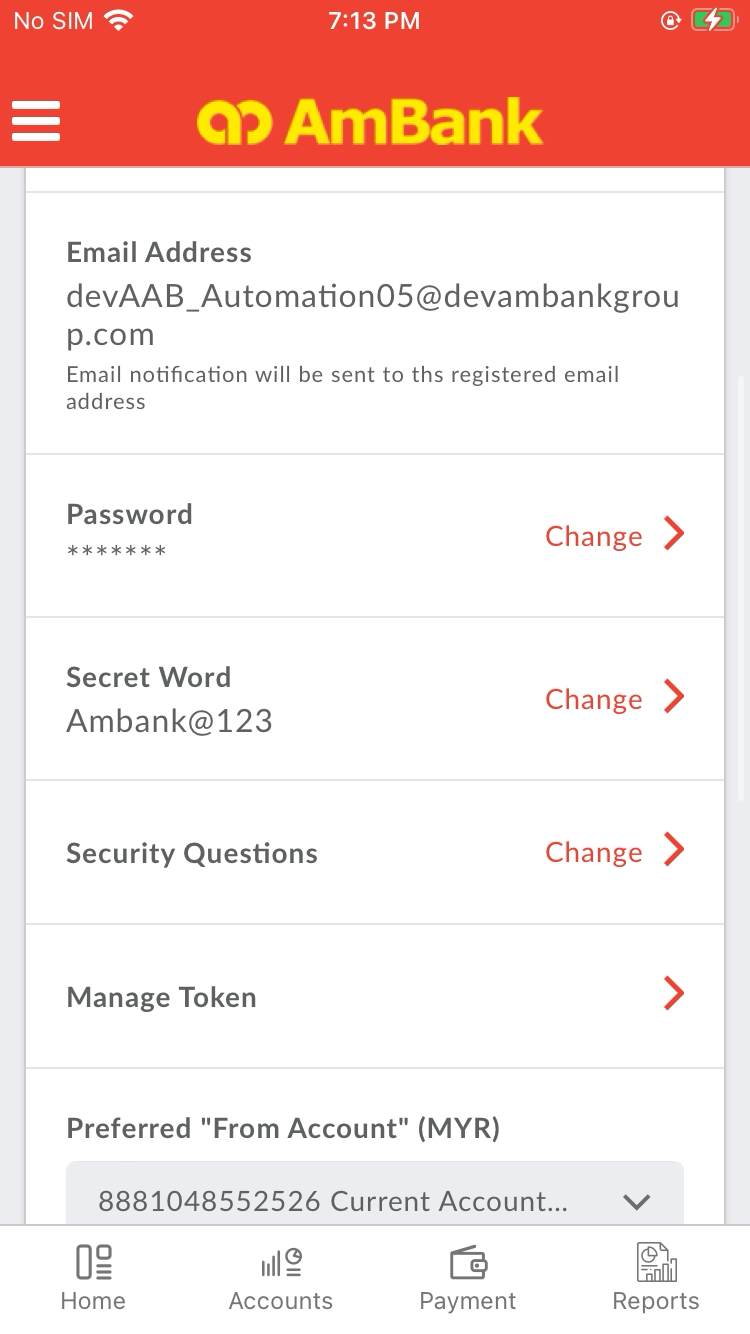 No SIM 7:13 PM
AmBank
Email Address
devAAB_Automation05@devambankgrou
p.com
Email notification will be sent to ths registered email
address
Password
*******
Change
Secret Word
Ambank@123
Change
Security Questions
Change
Manage Token
Preferred "From Account" (MYR)
8881048552526 Current Account...
Home Accounts Payment Reports